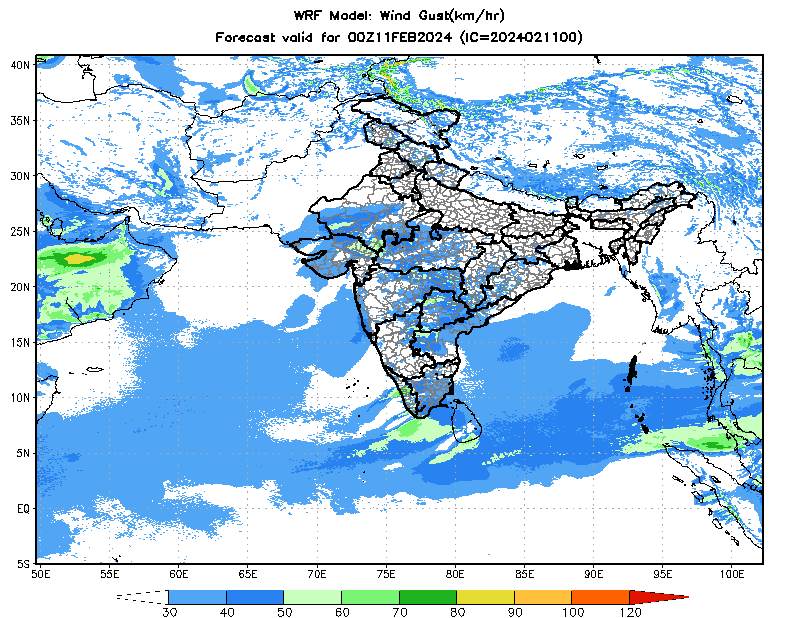 WRF Model: Wind Gust(km/hr)
Forecast valid for 00Z11FEB2024 (IC=2024021100)
40N
35N
30N
25N
20N
15N
10N
5N
EQ
5S
50E 55E 60E 65E 70E 75E 80E 85E 90E 95E 100E
30 40 50 60 70 80 90 100 120